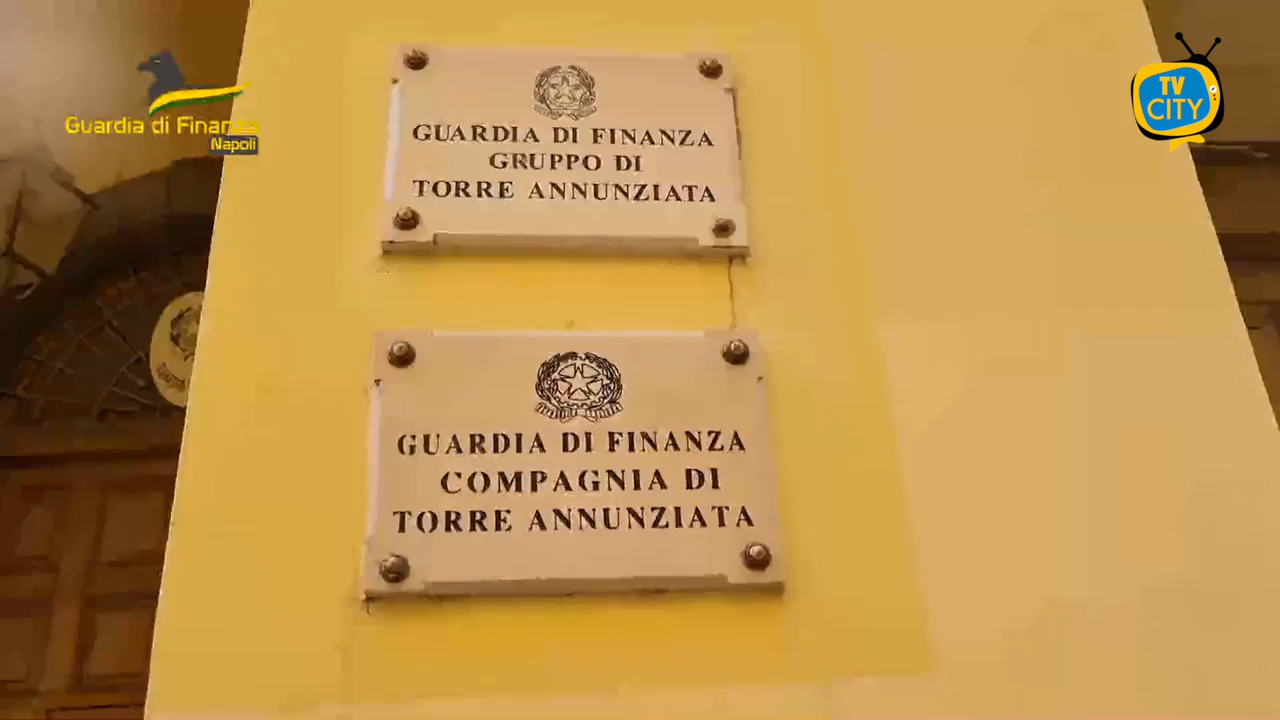 Guardia di Finanza
Napoli
TV
CITY
GUARDIA DI FINANZA
GRUPPO DI
TORRE ANNUNZIATA
GUARDIA DI FINANZA
COMPAGNIA DI
TORRE ANNUNZIATA